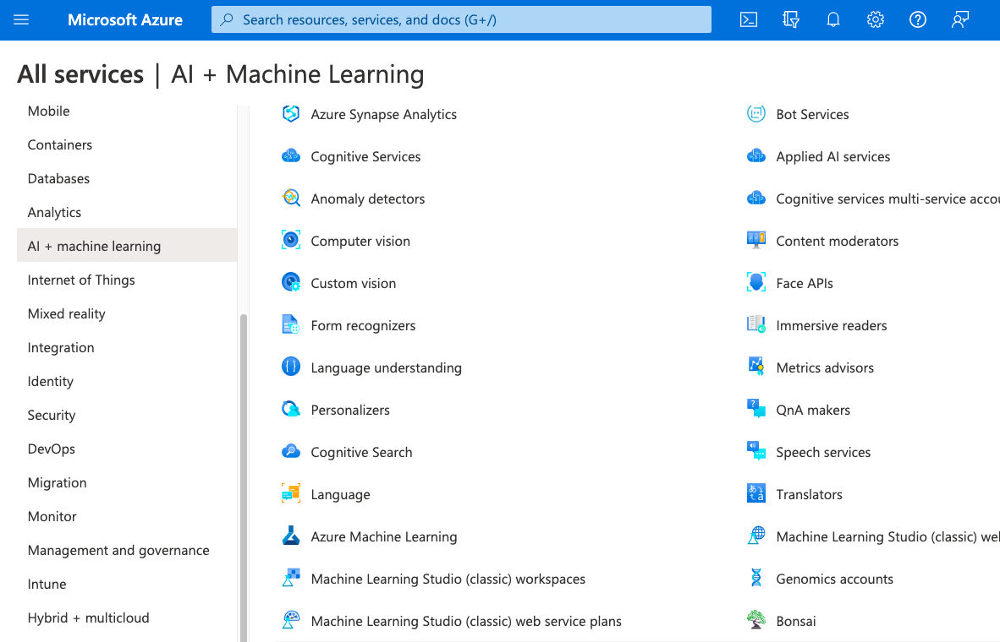 Microsoft Azure
Search resources, services, and docs (G+/)
All services | AI + Machine Learning
Mobile
Containers
Databases
Analytics
AI + machine learning
Internet of Things
Mixed reality
Integration
Identity
Security
DevOps
Migration
Monitor
Management and governance
Intune
Hybrid + multicloud
Azure Synapse Analytics
Cognitive Services
Anomaly detectors
Computer vision
Custom vision
Form recognizers
Language understanding
Personalizers
Cognitive Search
Language
Azure Machine Learning
Machine Learning Studio (classic) workspaces
Machine Learning Studio (classic) web service plans
Bot Services
Applied AI services
Cognitive services multi-service
Content moderators
Face APIs
Immersive readers
Metrics advisors
QnA makers
Speech services
Translators
Machine Learning Studio (classic)
Genomics accounts
Bonsai